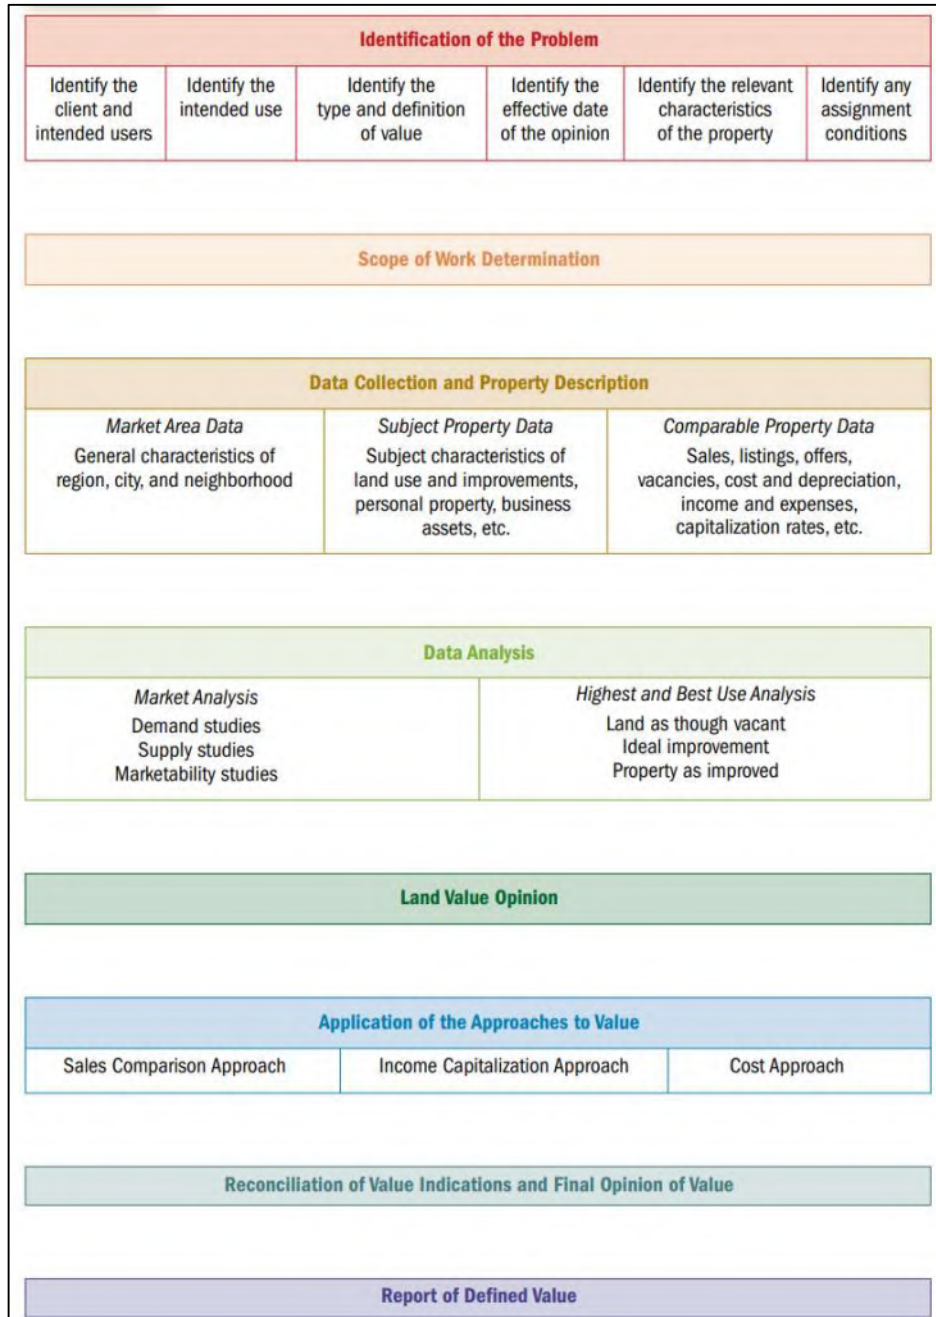 Identification of the Problem
Identify the
client and
intended users
Identify the
intended use
Identify the
type and definition
of value
Identify the
effective date
of the opinion
Identify the relevant
characteristics
of the property
Identify any
assignment
conditions
Scope of Work Determination
Data Collection and Property Description
Market Area Data
General characteristics of
region, city, and neighborhood
Subject Property Data
Subject characteristics of
land use and improvements,
personal property, business
assets, etc.
Comparable Property Data
Sales, listings, offers,
vacancies, cost and depreciation,
income and expenses,
capitalization rates, etc.
Data Analysis
Market Analysis
Demand studies
Supply studies
Marketability studies
Highest and Best Use Analysis
Land as though vacant
Ideal improvement
Property as improved
Land Value Opinion
Application of the Approaches to Value
Sales Comparison Approach
Income Capitalization Approach
Cost Approach
Reconciliation of Value Indications and Final Opinion of Value
Report of Defined Value